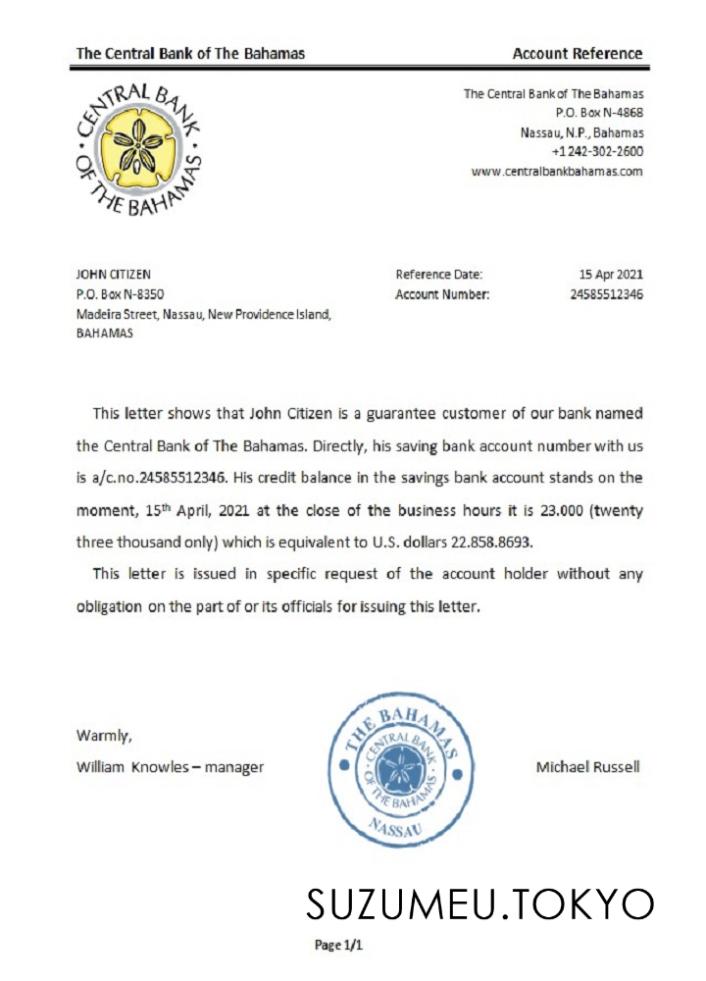 The Central Bank of The Bahamas Account Reference
CENTRAL BANK OF THE BAHAMAS
The Central Bank of The Bahamas
P.O. Box N-4868
Nassau, N.P., Bahamas
+1 242-302-2600
www.centralbankbahamas.com
JOHN CITIZEN
P.O. Box N-8350
Madeira Street, Nassau, New Providence Island,
BAHAMAS
Reference Date: 15 Apr 2021
Account Number: 24585512346
This letter shows that John Citizen is a guarantee customer of our bank named
the Central Bank of The Bahamas. Directly, his saving bank account number with us
is a/c.no.24585512346. His credit balance in the savings bank account stands on the
moment, 15th April, 2021 at the close of the business hours it is 23.000 (twenty
three thousand only) which is equivalent to U.S. dollars 22.858.8693.
This letter is issued in specific request of the account holder without any
obligation on the part of or its officials for issuing this letter.
Warmly,
William Knowles – manager
THE BAHAMAS
CENTRAL BANK
OF THE BAHAMAS
NASSAU
Michael Russell
SUZUMEU.TOKYO
Page 1/1